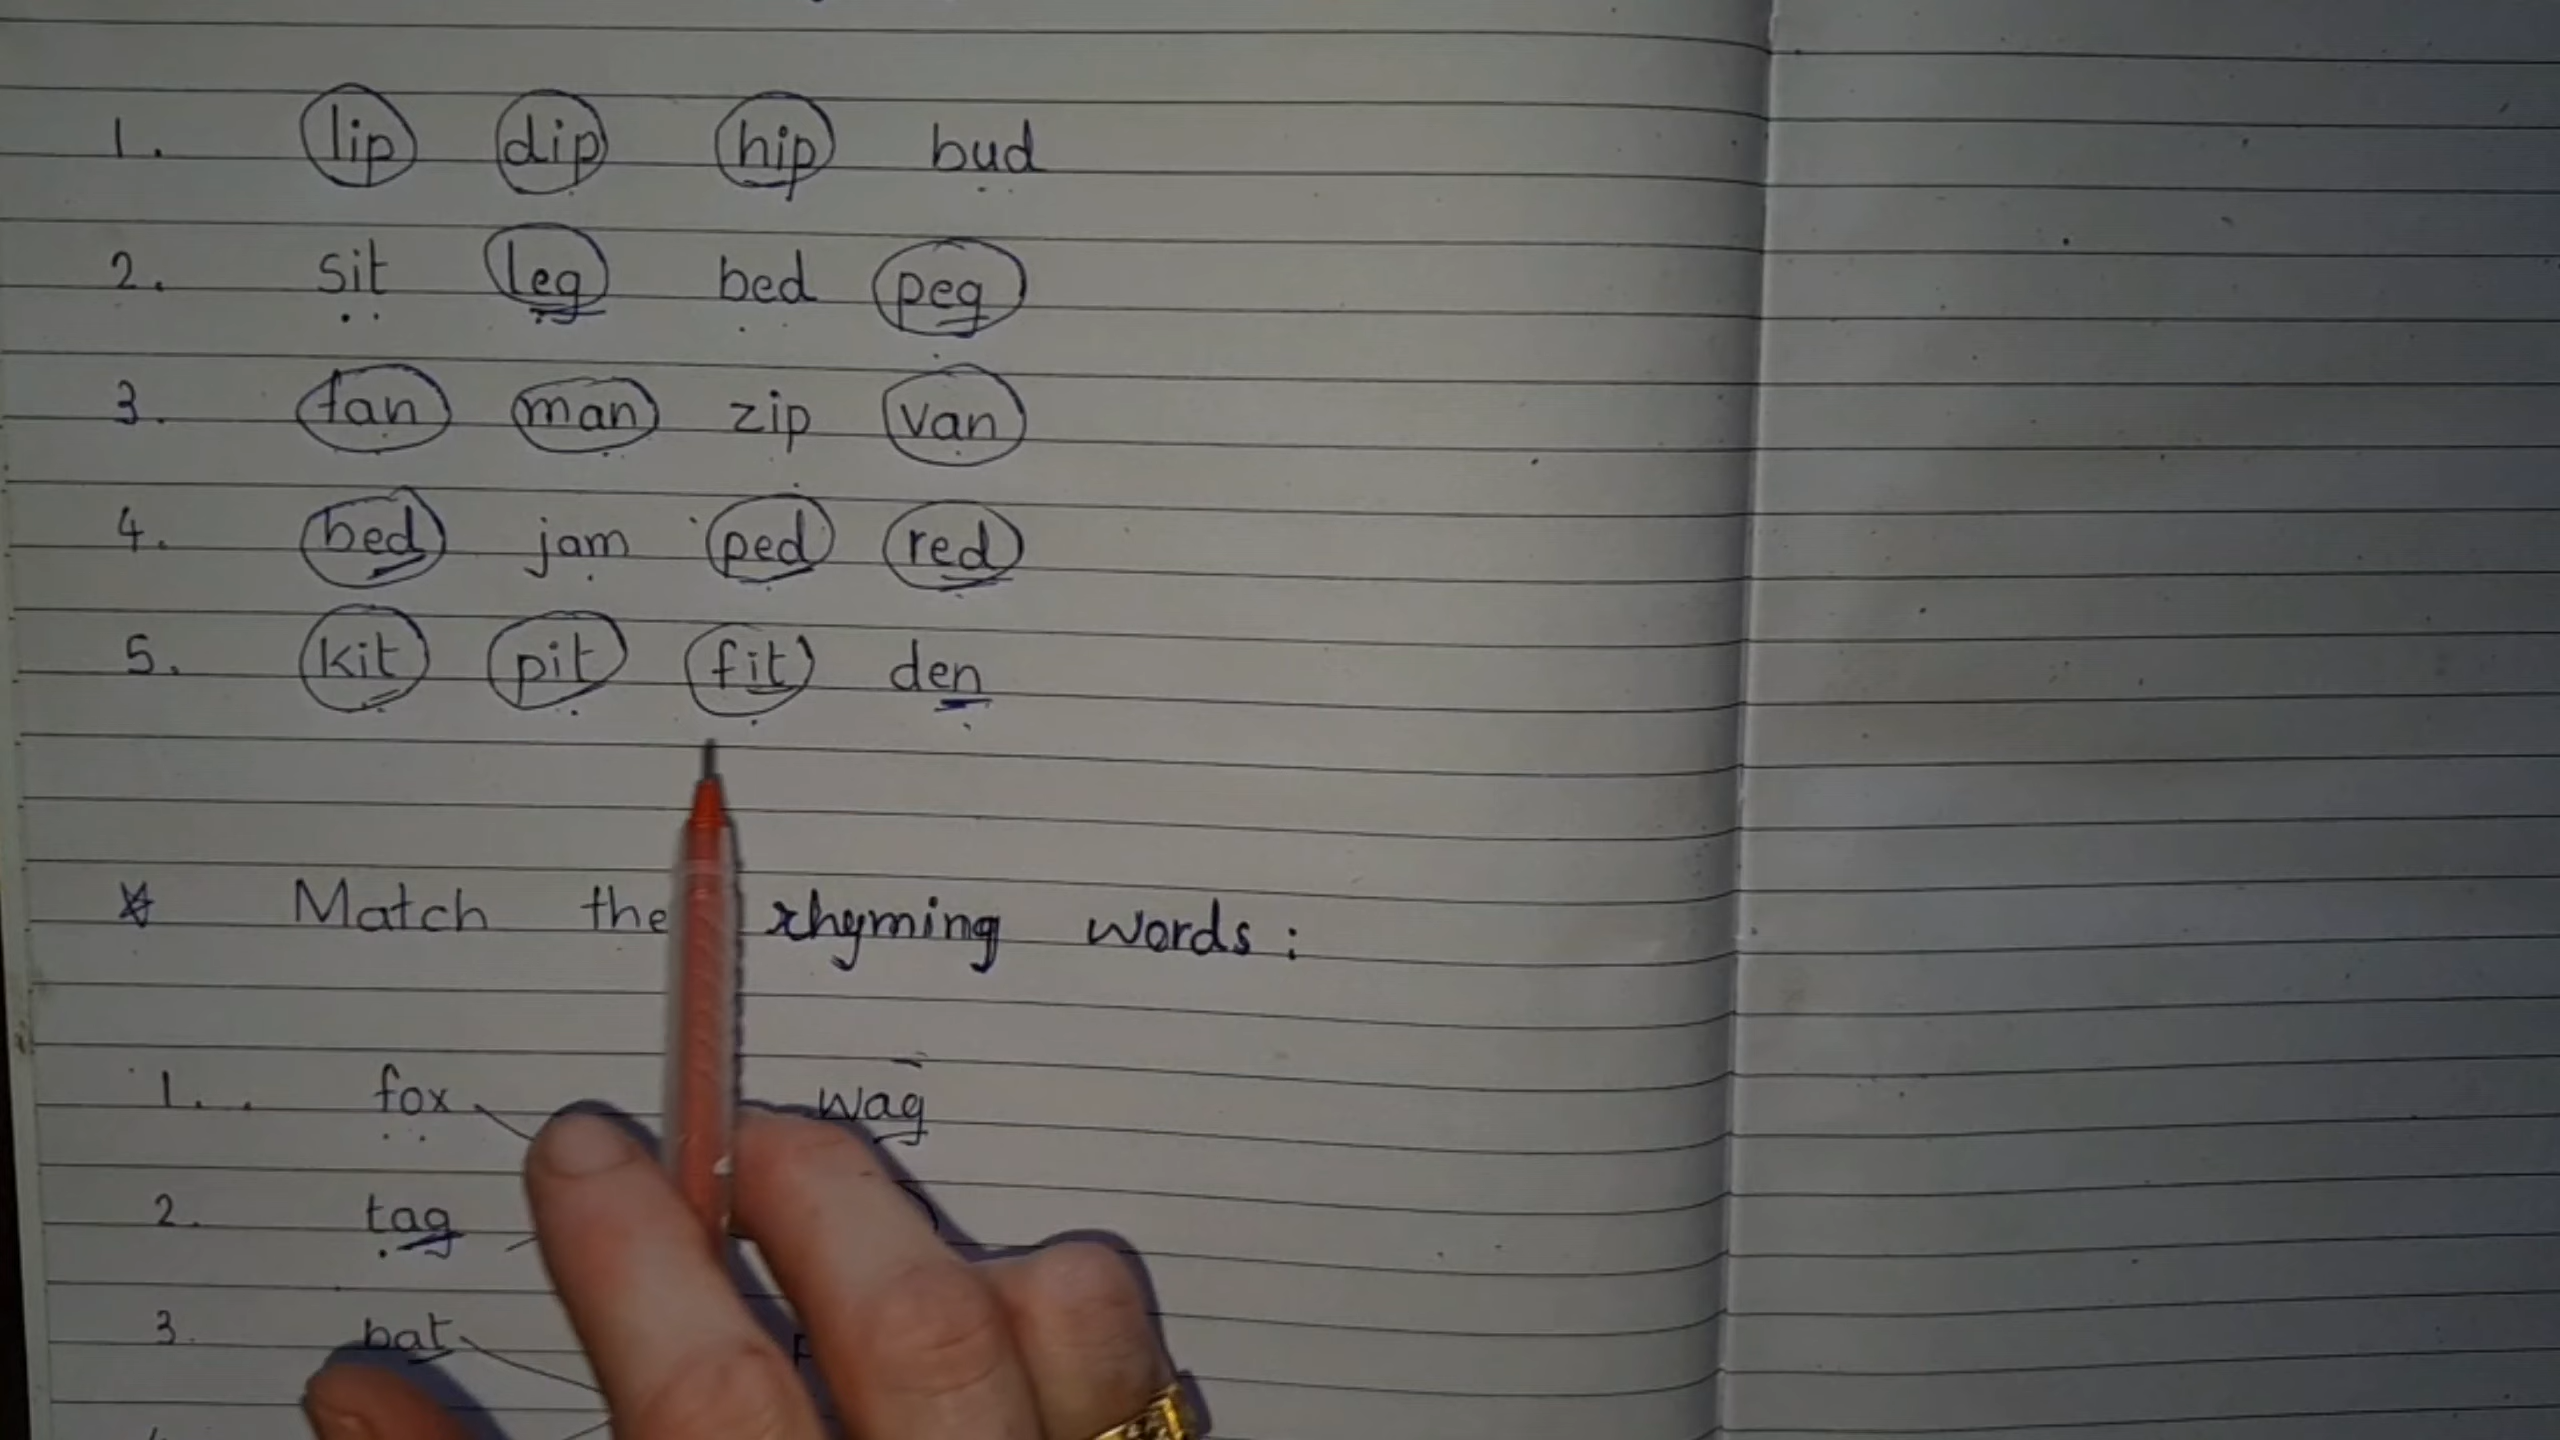 1. lip dip hip bud
2. sit leg bed peg
3. fan man zip van
4. bed jam ped red
5. kit pit fit den
Match the rhyming words:
1. fox wag
2. tag
3. bat